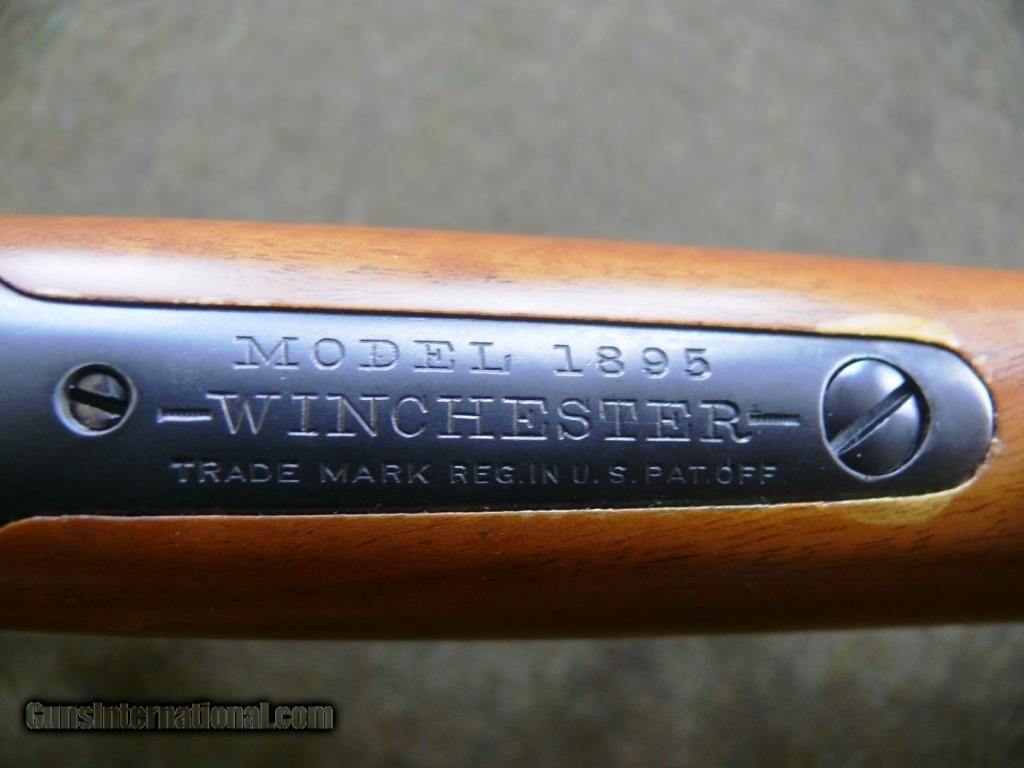 MODEL 1895
-WINCHESTER-
TRADE MARK REG. IN U.S. PAT. OFF.
GunsInternational.com